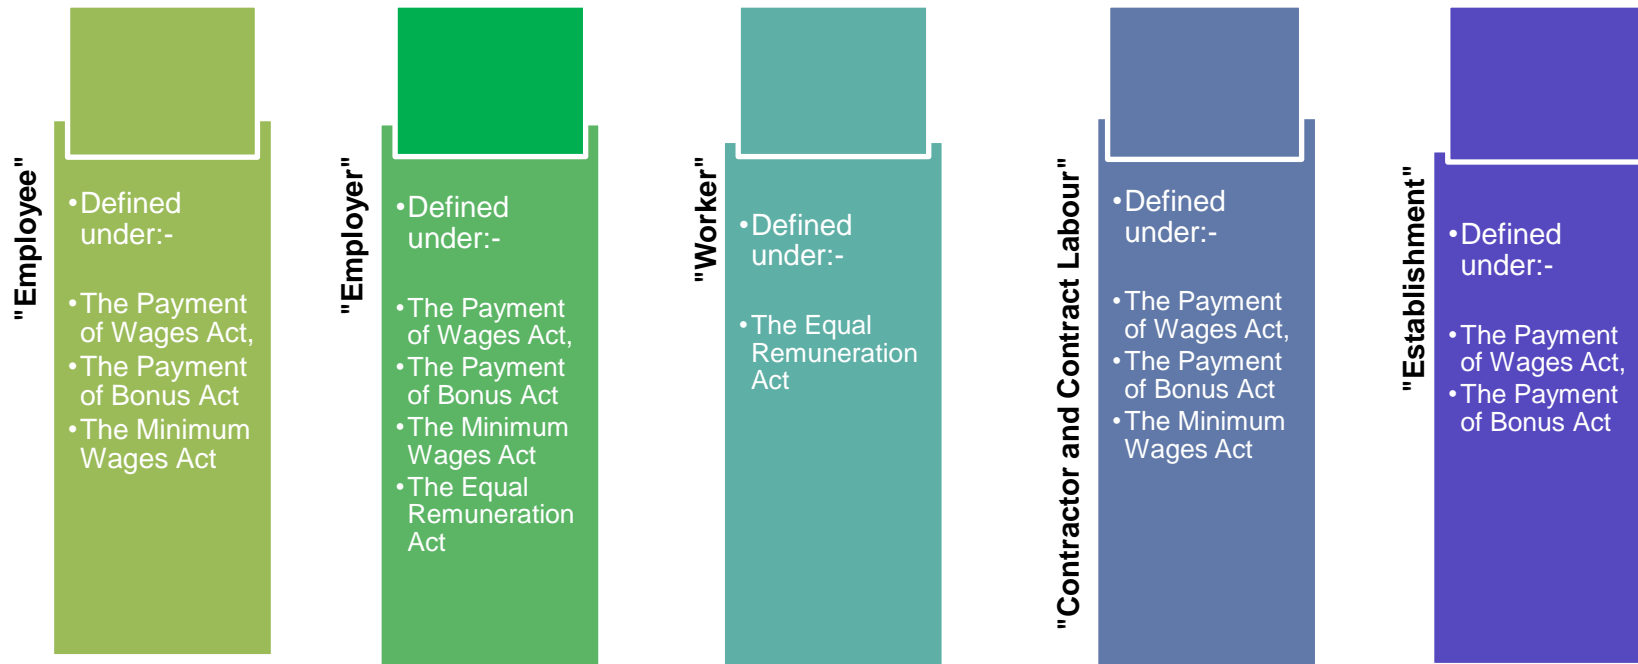 "Employee"
•Defined
under:-
•The Payment
of Wages Act,
•The Payment
of Bonus Act
•The Minimum
Wages Act
"Employer"
•Defined
under:-
•The Payment
of Wages Act,
•The Payment
of Bonus Act
•The Minimum
Wages Act
•The Equal
Remuneration
Act
"Worker"
•Defined
under:-
•The Equal
Remuneration
Act
"Contractor and Contract Labour"
•Defined
under:-
•The Payment
of Wages Act,
•The Payment
of Bonus Act
•The Minimum
Wages Act
"Establishment"
•Defined
under:-
•The Payment
of Wages Act,
•The Payment
of Bonus Act